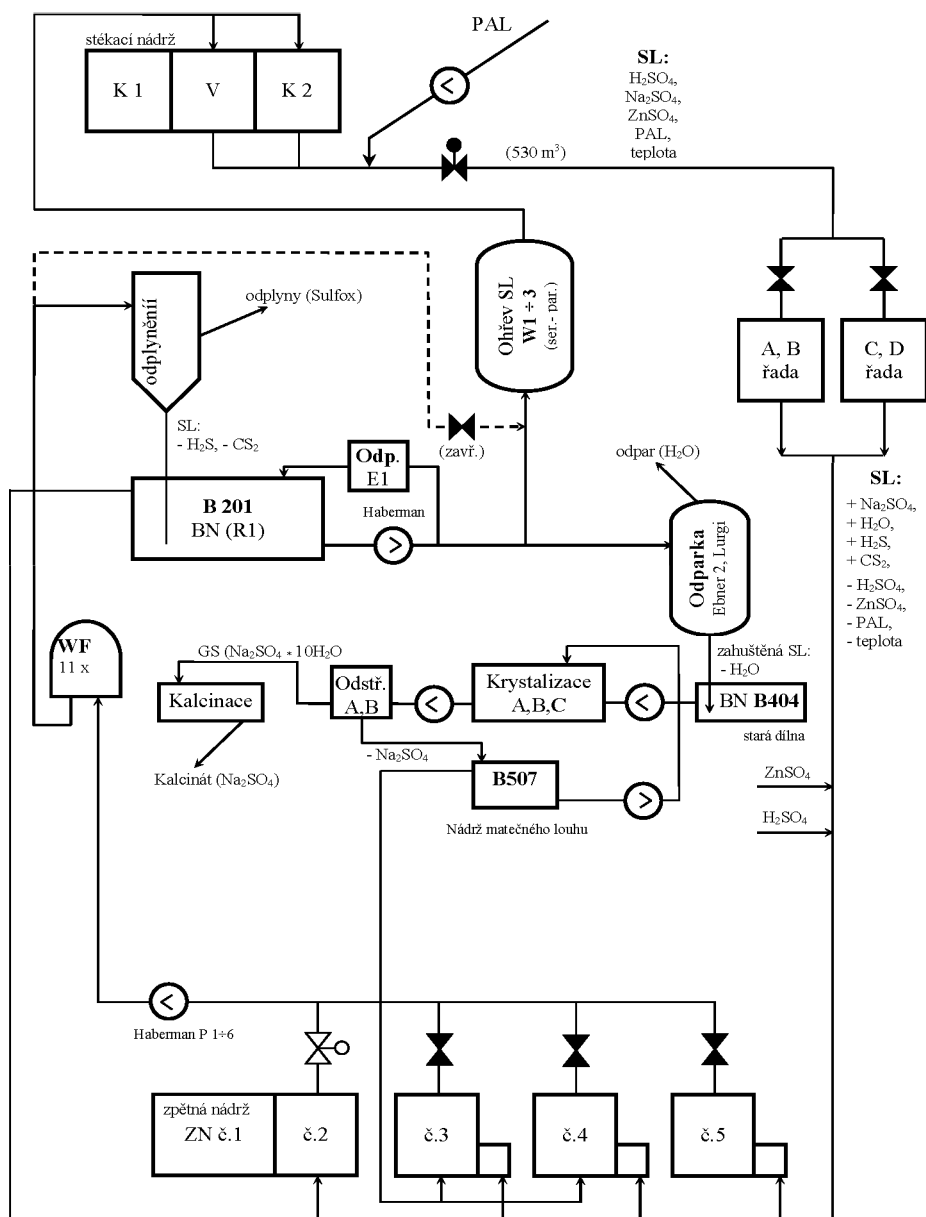 PAL
stékací nádrž
K 1
V
K 2
SL:
H₂SO₄,
Na₂SO₄,
ZnSO₄,
PAL,
teplota
(530 m³)
odplyny (Sulfox)
odplyněníí
Ohřev SL
W1 ÷ 3
(ser.- par.)
A, B
řada
C, D
řada
SL:
- H₂S, - CS₂
(zavř.)
Odp.
E1
odpar (H₂O)
B 201
BN (R1)
Haberman
Odparka
Ebner 2, Lurgi
SL:
+ Na₂SO₄,
+ H₂O,
+ H₂S,
+ CS₂,
- H₂SO₄,
- ZnSO₄,
- PAL,
- teplota
WF
11 x
GS (Na₂SO₄ * 10H₂O
zahuštěná SL:
- H₂O
Kalcinace
Odstř.
A,B
Krystalizace
A,B,C
BN B404
stará dílna
- Na₂SO₄
Kalcinát (Na₂SO₄)
B507
Nádrž matečného louhu
ZnSO₄
H₂SO₄
Haberman P 1÷6
zpětná nádrž
ZN č.1
č.2
č.3
č.4
č.5